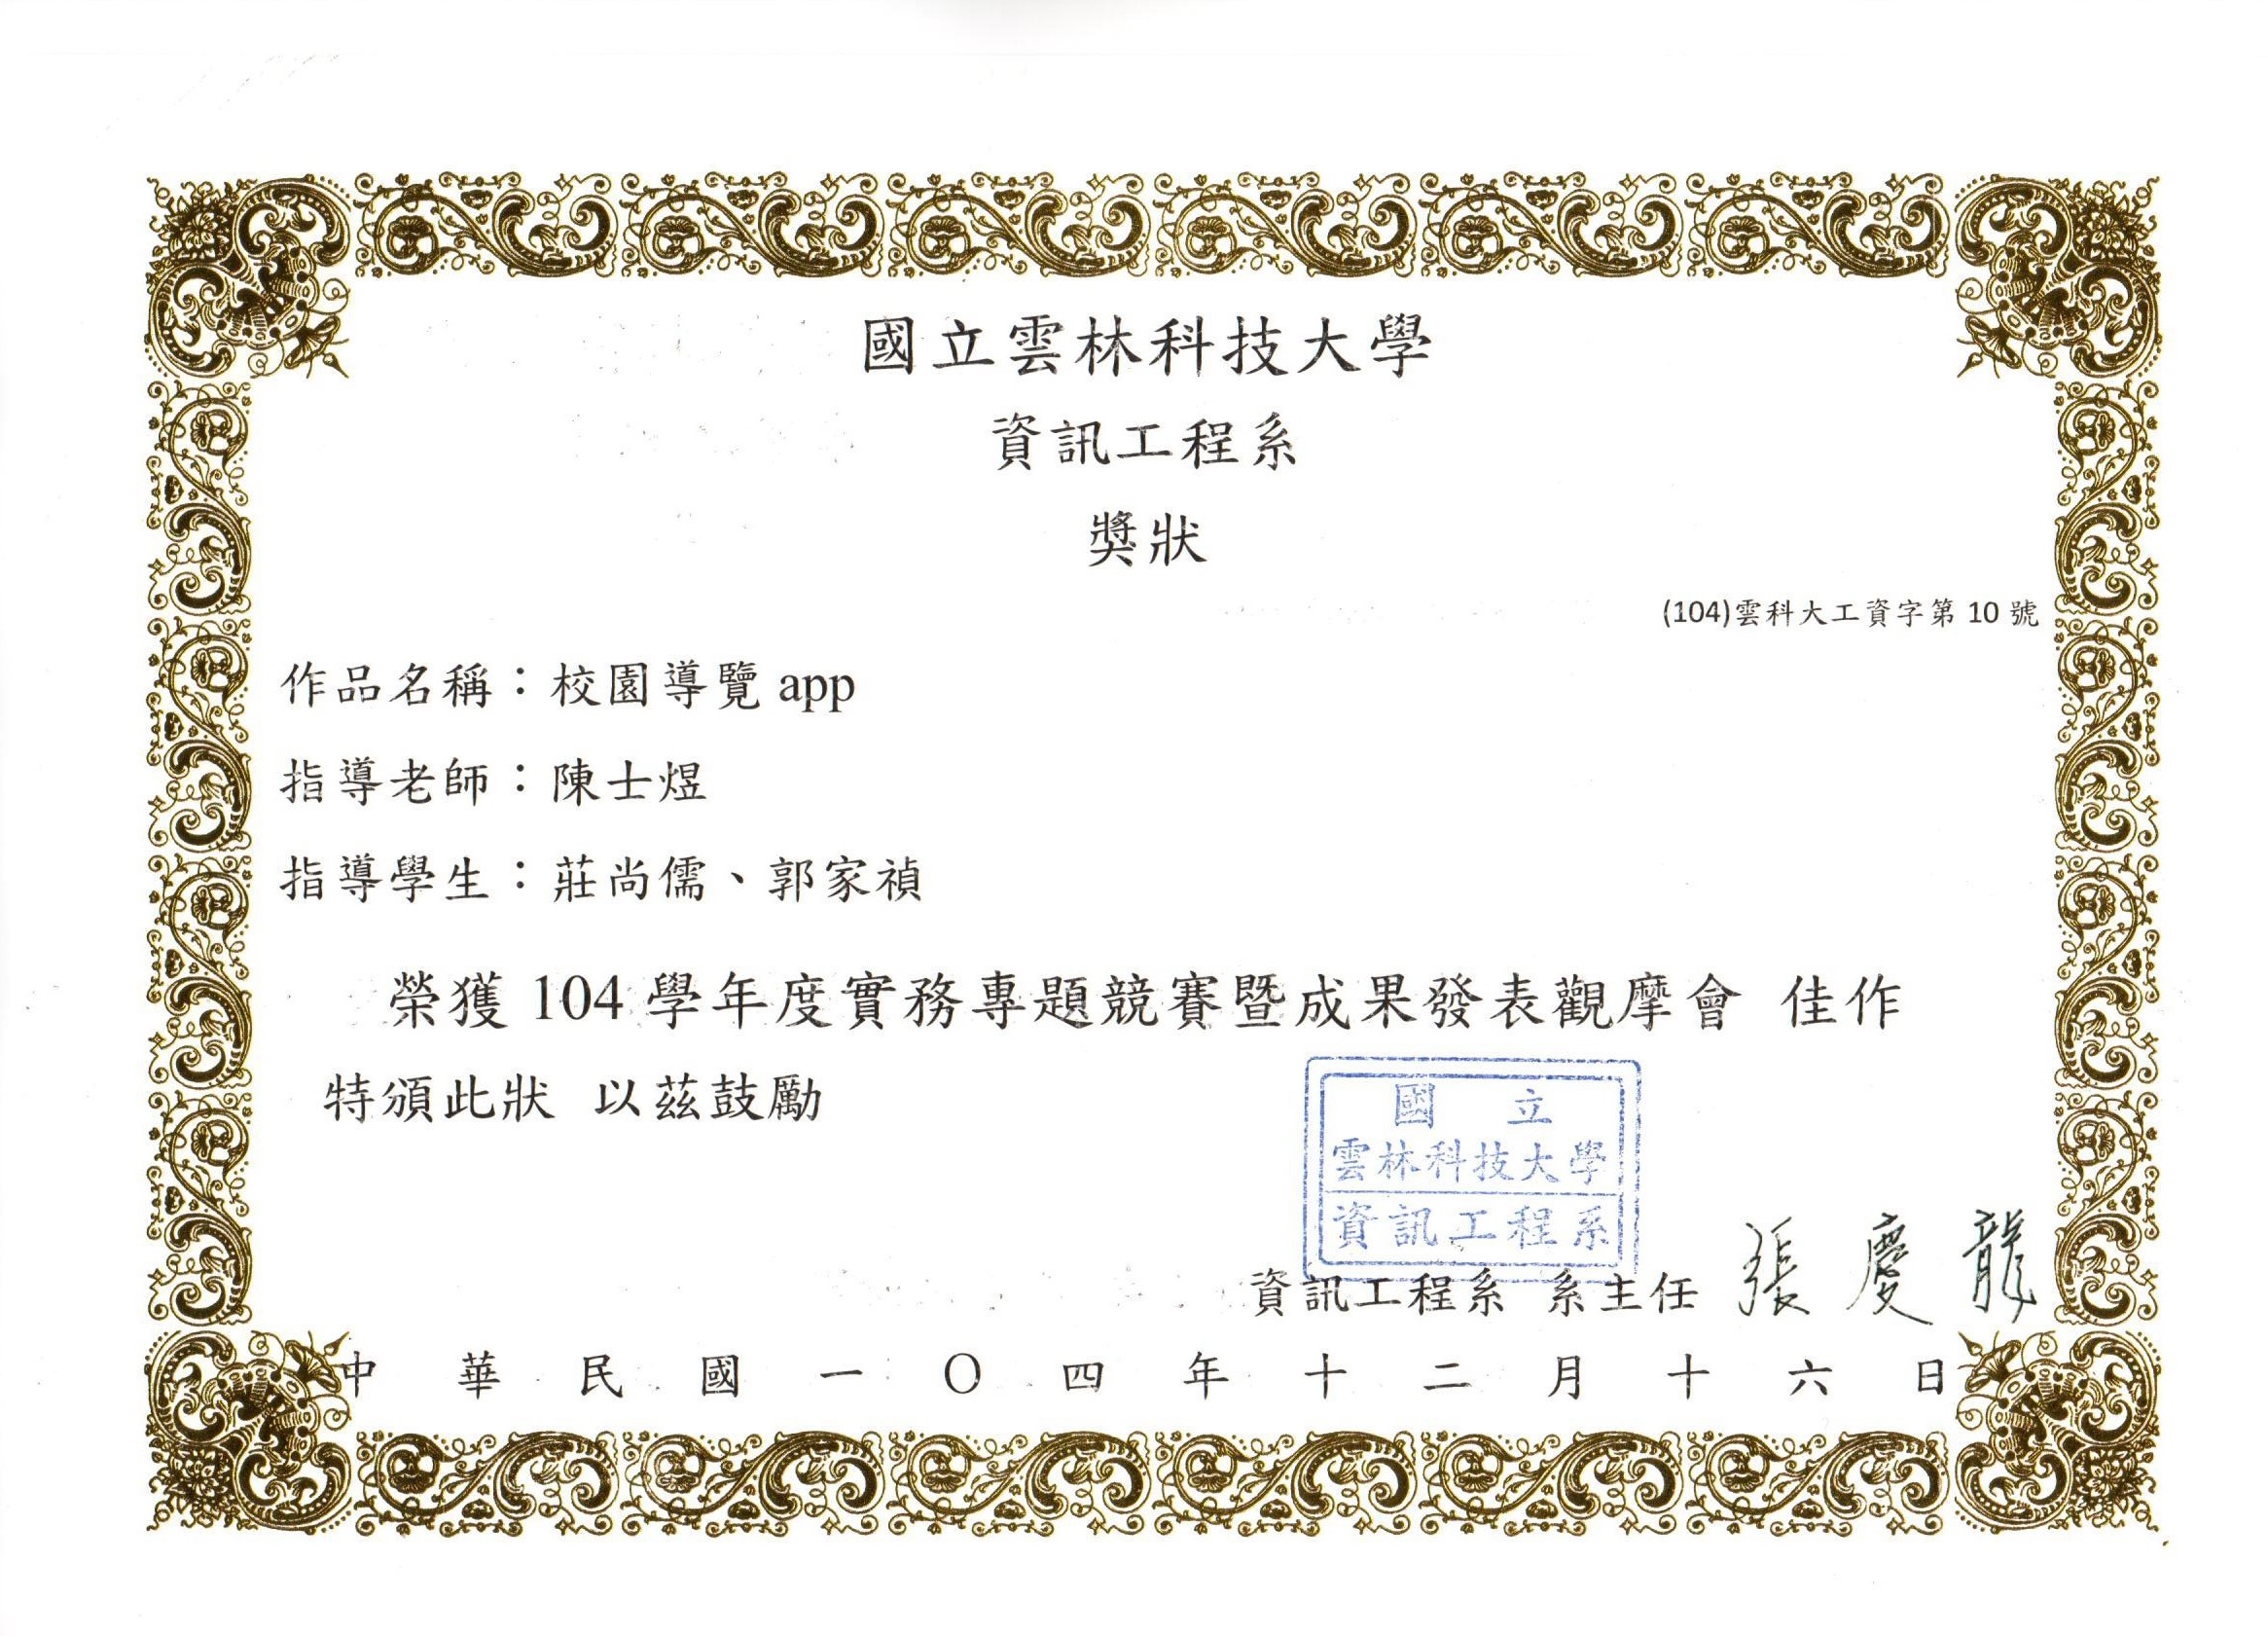 國立雲林科技大學
資訊工程系
獎狀
(104)雲科大工資字第 10 號
作品名稱：校園導覽 app
指導老師：陳士煜
指導學生：莊尚儒、郭家禎
榮獲 104 學年度實務專題競賽暨成果發表觀摩會 佳作
特頒此狀 以茲鼓勵
國立
雲林科技大學
資訊工程系
資訊工程系 系主任 張慶龍
中華民國一〇四年十二月十六日